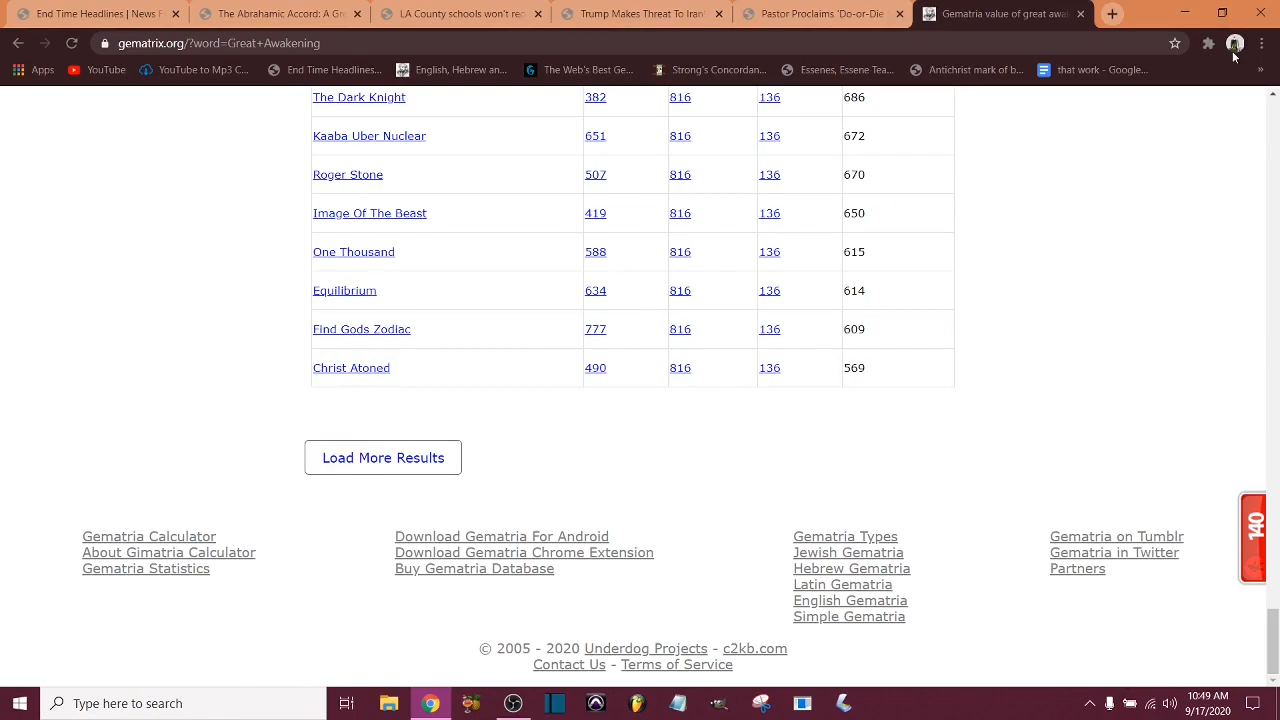 [End Time Headlines] | News F
Trump Announces the Aboli
LA County schools won't re
Trump Makes Threat To Iran
Pastor Proclaims 'Do-or-Die
Gematria value of great awa
gematrix.org/?word=Great+Awakening
Apps YouTube YouTube to Mp3 C... End Time Headlines... English, Hebrew an... The Web's Best Ge... Strong's Concordan... Essenes, Essene Tea... Antichrist mark of b... that work - Google... »
The Dark Knight 382 816 136 686
Kaaba Uber Nuclear 651 816 136 672
Roger Stone 507 816 136 670
Image Of The Beast 419 816 136 650
One Thousand 588 816 136 615
Equilibrium 634 816 136 614
Find Gods Zodiac 777 816 136 609
Christ Atoned 490 816 136 569
Load More Results
140
Gematria Calculator
About Gimatria Calculator
Gematria Statistics
Download Gematria For Android
Download Gematria Chrome Extension
Buy Gematria Database
Gematria Types
Jewish Gematria
Hebrew Gematria
Latin Gematria
English Gematria
Simple Gematria
Gematria on Tumblr
Gematria in Twitter
Partners
© 2005 - 2020 Underdog Projects - c2kb.com
Contact Us - Terms of Service
Type here to search
10:49 AM
9/17/2020